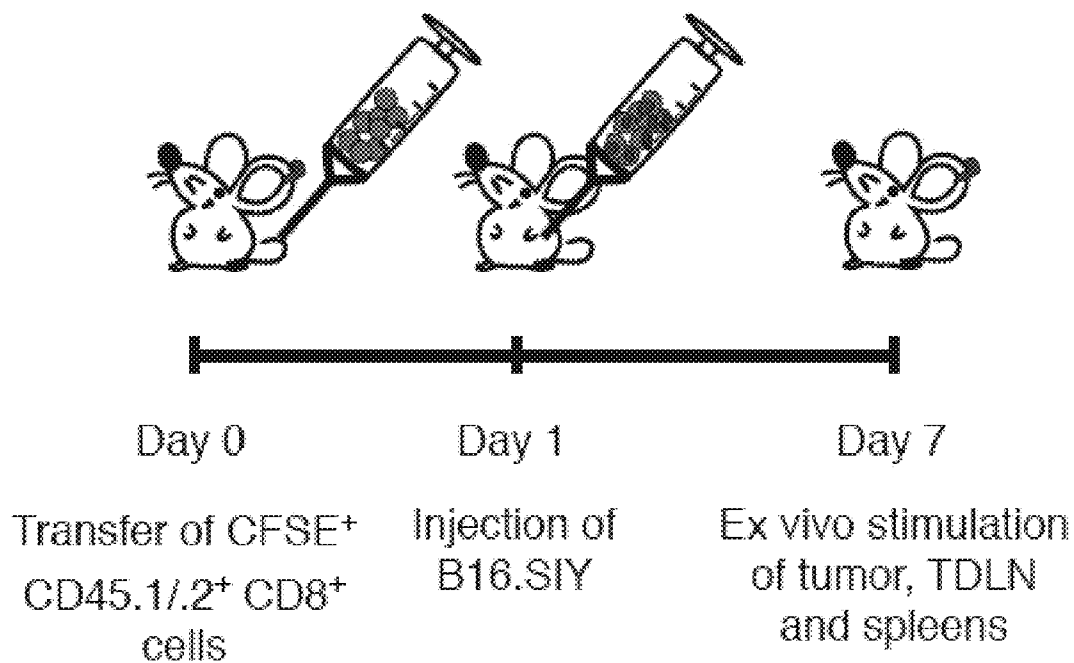 Day 0
Transfer of CFSE⁺
CD45.1/.2⁺ CD8⁺
cells
Day 1
Injection of
B16.SIY
Day 7
Ex vivo stimulation
of tumor, TDLN
and spleens